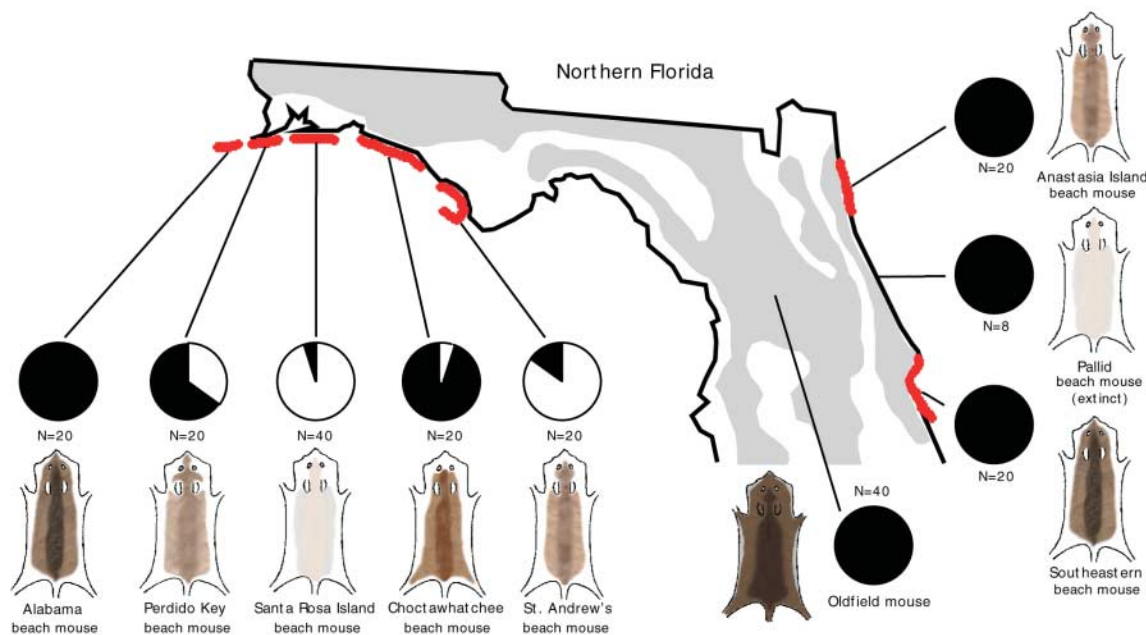 Northern Florida
N=20
Anastasia Island
beach mouse
N=8
Pallid
beach mouse
(extinct)
N=20
Southeastern
beach mouse
N=40
Oldfield mouse
N=20
N=20
N=40
N=20
N=20
Alabama
beach mouse
Perdido Key
beach mouse
Santa Rosa Island
beach mouse
Choctawhatchee
beach mouse
St. Andrew's
beach mouse